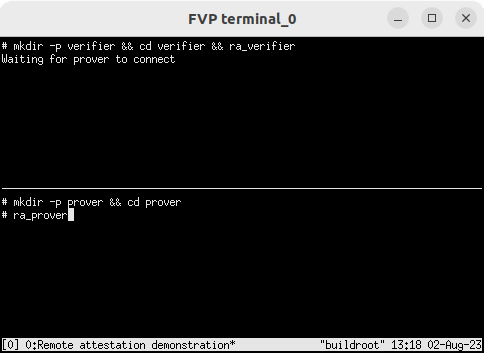 FVP terminal_0
# mkdir -p verifier && cd verifier && ra_verifier
Waiting for prover to connect
# mkdir -p prover && cd prover
# ra_prover
[0] 0:Remote attestation demonstration* "buildroot" 13:18 02-Aug-23